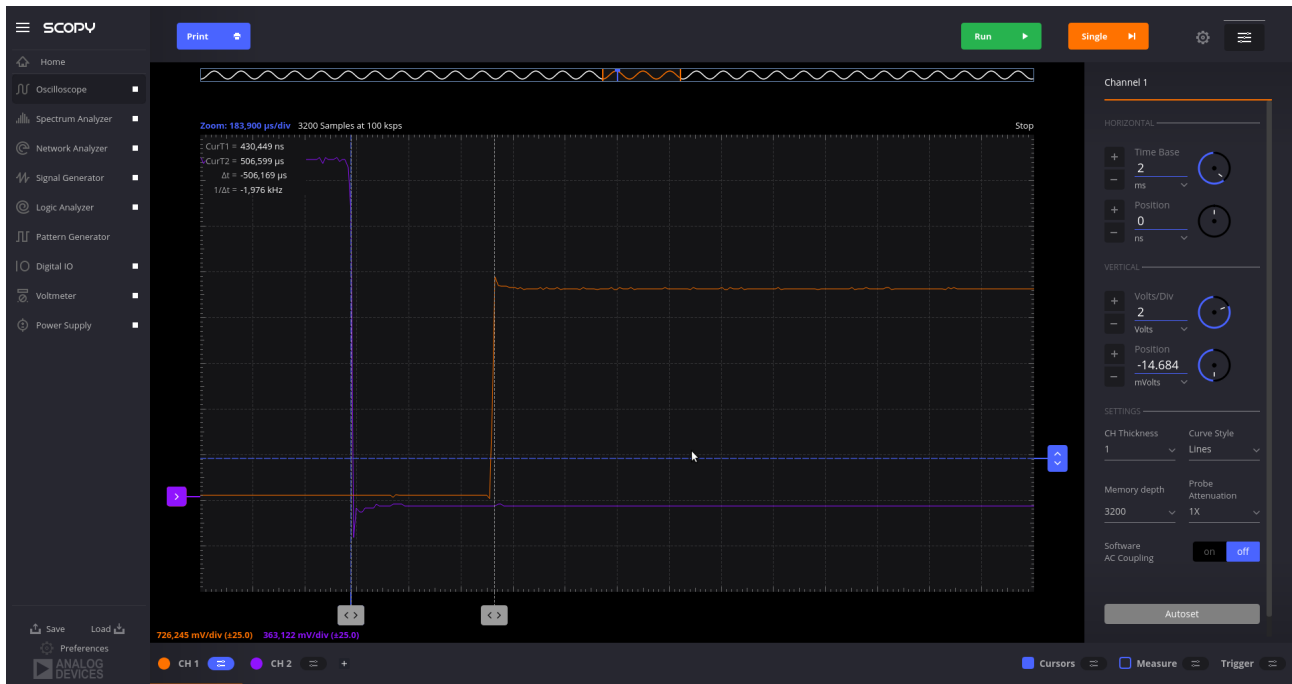 SCOPY
Print
Run
Single
Home
Oscilloscope
Spectrum Analyzer
Network Analyzer
Signal Generator
Logic Analyzer
Pattern Generator
Digital IO
Voltmeter
Power Supply
Save Load
Preferences
ANALOG
DEVICES
Zoom: 183,900 µs/div 3200 Samples at 100 ksps Stop
CurT1 = 430,449 ns
CurT2 = 506,599 µs
Δt = -506,169 µs
1/Δt = -1,976 kHz
726,245 mV/div (±25.0) 363,122 mV/div (±25.0)
CH 1 CH 2 +
Cursors Measure Trigger
Channel 1
HORIZONTAL
Time Base
+ 2
− ms
Position
+ 0
− ns
VERTICAL
Volts/Div
+ 2
− Volts
Position
+ -14.684
− mVolts
SETTINGS
CH Thickness Curve Style
1 Lines
Memory depth Probe Attenuation
3200 1X
Software
AC Coupling on off
Autoset